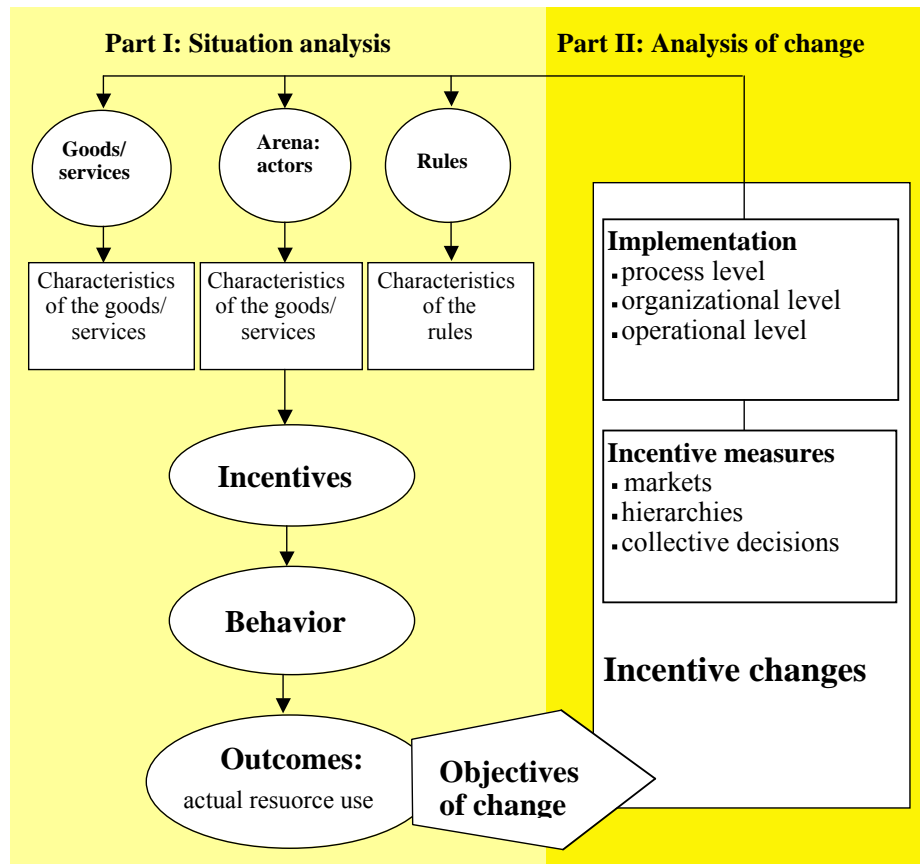 Part I: Situation analysis
Part II: Analysis of change
Goods/
services
Arena:
actors
Rules
Characteristics
of the goods/
services
Characteristics
of the goods/
services
Characteristics
of the
rules
Incentives
Behavior
Outcomes:
actual resuorce use
Objectives
of change
Implementation
▪ process level
▪ organizational level
▪ operational level
Incentive measures
▪ markets
▪ hierarchies
▪ collective decisions
Incentive changes